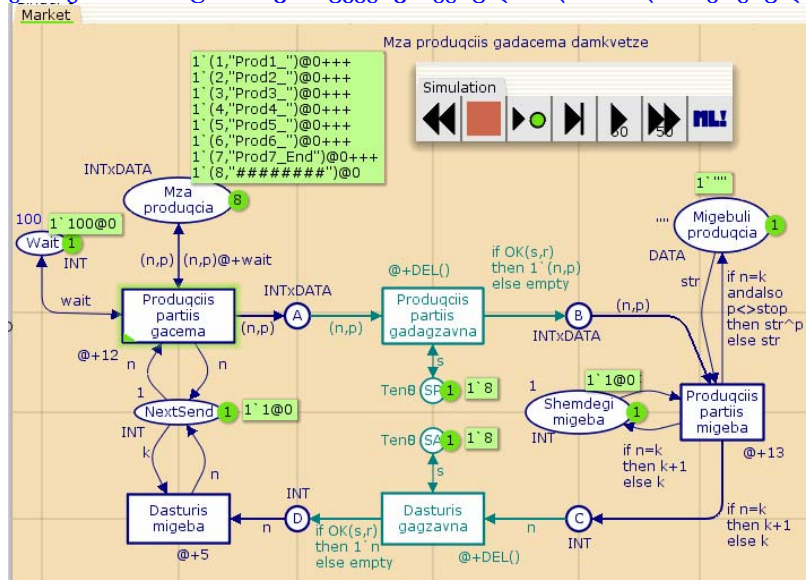 Market
Mza produqciis gadacema damkvetze
1`(1,"Prod1_")@0+++
1`(2,"Prod2_")@0+++
1`(3,"Prod3_")@0+++
1`(4,"Prod4_")@0+++
1`(5,"Prod5_")@0+++
1`(6,"Prod6_")@0+++
1`(7,"Prod7_End")@0+++
1`(8,"########")@0
Simulation
50
50
ML!
INTxDATA
Mza
produqcia
8
1`""
""
Migebuli
produqcia
1
DATA
100
1`100@0
Wait
1
INT
(n,p)
(n,p)@+wait
wait
Produqciis
partiis
gacema
@+12
(n,p)
INTxDATA
A
(n,p)
@+DEL()
Produqciis
partiis
gadagzavna
if OK(s,r)
then 1`(n,p)
else empty
B
INTxDATA
(n,p)
str
if n=k
andalso
p<>stop
then str^p
else str
n
n
1
NextSend
1
1`1@0
INT
s
SP
1
1`8
SA
1
1`8
s
1
1`1@0
Shemdegi
migeba
1
INT
if n=k
then k+1
else k
Produqciis
partiis
migeba
@+13
k
n
Dasturis
migeba
@+5
n
INT
D
if OK(s,r)
then 1`n
else empty
Dasturis
gagzavna
@+DEL()
n
C
INT
if n=k
then k+1
else k